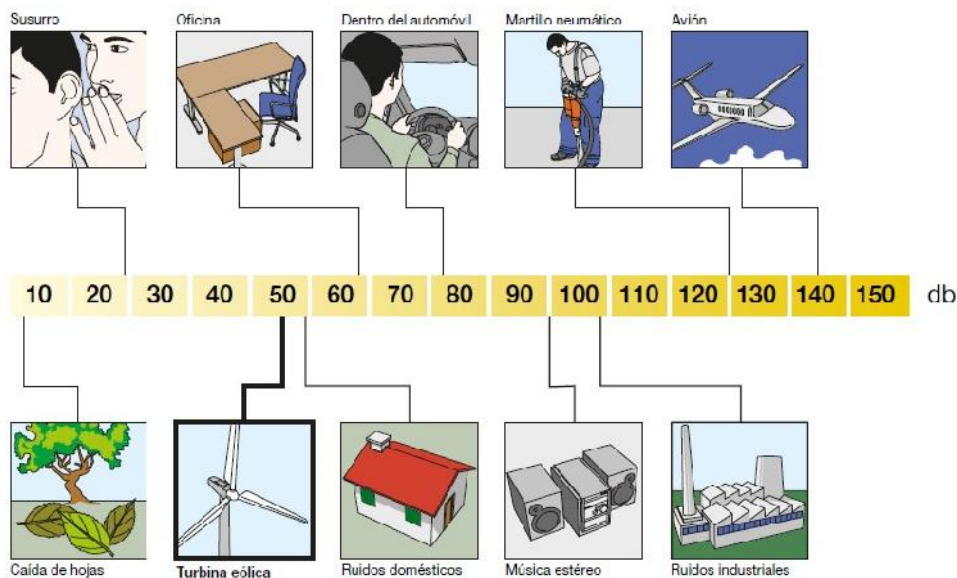 Susurro
Oficina
Dentro del automóvil
Martillo neumático
Avión
10 20 30 40 50 60 70 80 90 100 110 120 130 140 150 db
Caída de hojas
Turbina eólica
Ruidos domésticos
Música estéreo
Ruidos industriales